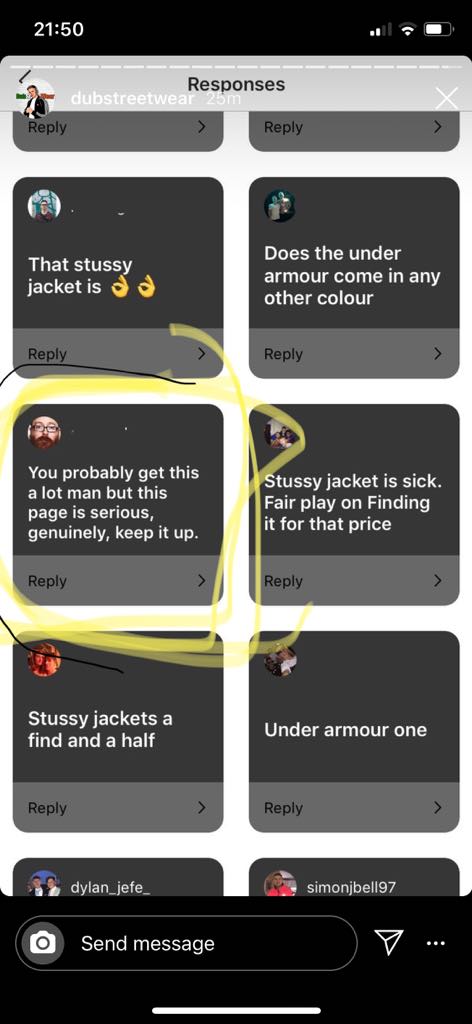 21:50
Responses
dubstreetwear 25m
Reply
Reply
That stussy
jacket is 👌👌
Reply
Does the under
armour come in any
other colour
Reply
You probably get this
a lot man but this
page is serious,
genuinely, keep it up.
Reply
Stussy jacket is sick.
Fair play on Finding
it for that price
Reply
Stussy jackets a
find and a half
Reply
Under armour one
Reply
dylan_jefe_
simonjbell97
Send message